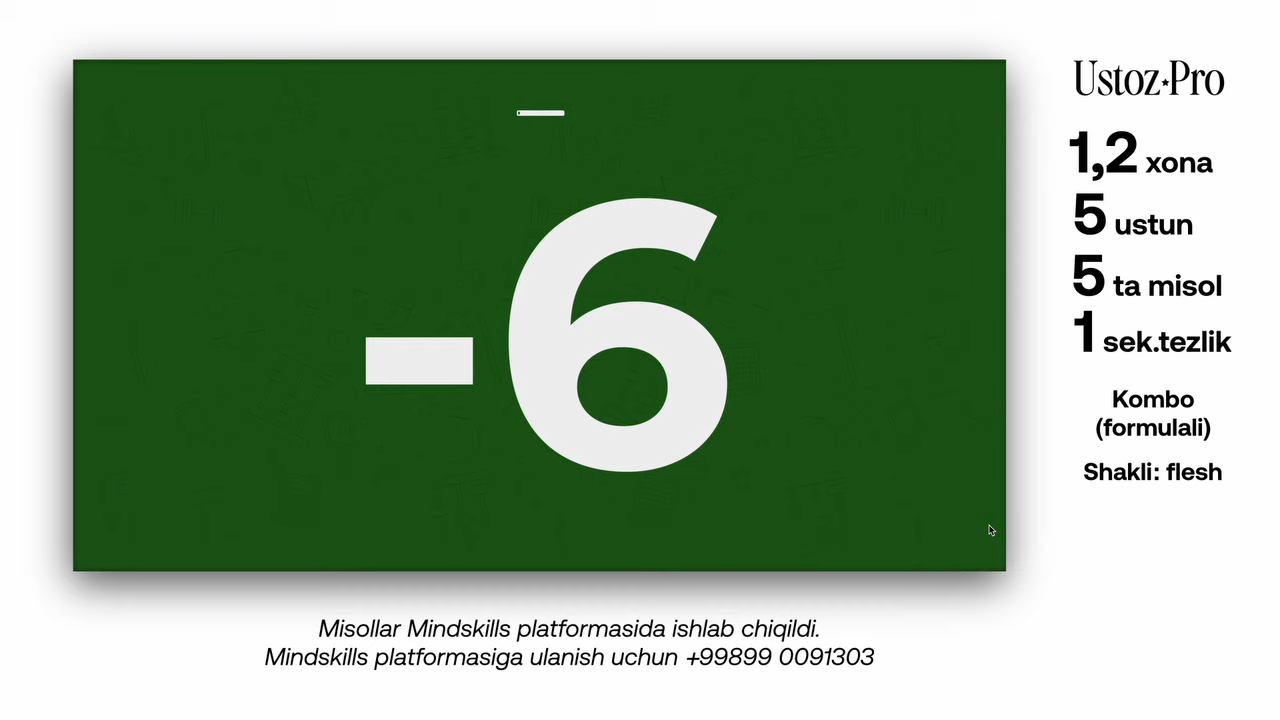 -6
Ustoz★Pro
1,2 xona
5 ustun
5 ta misol
1 sek.tezlik
Kombo
(formulali)
Shakli: flesh
Misollar Mindskills platformasida ishlab chiqildi.
Mindskills platformasiga ulanish uchun +99899 0091303